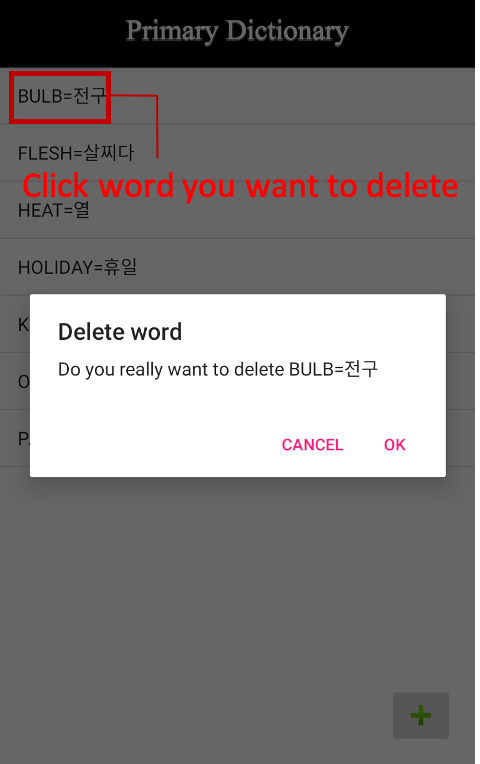 Primary Dictionary
BULB=전구
FLESH=살찌다
Click word you want to delete
HEAT=열
HOLIDAY=휴일
K
Delete word
Do you really want to delete BULB=전구
O
P
CANCEL OK